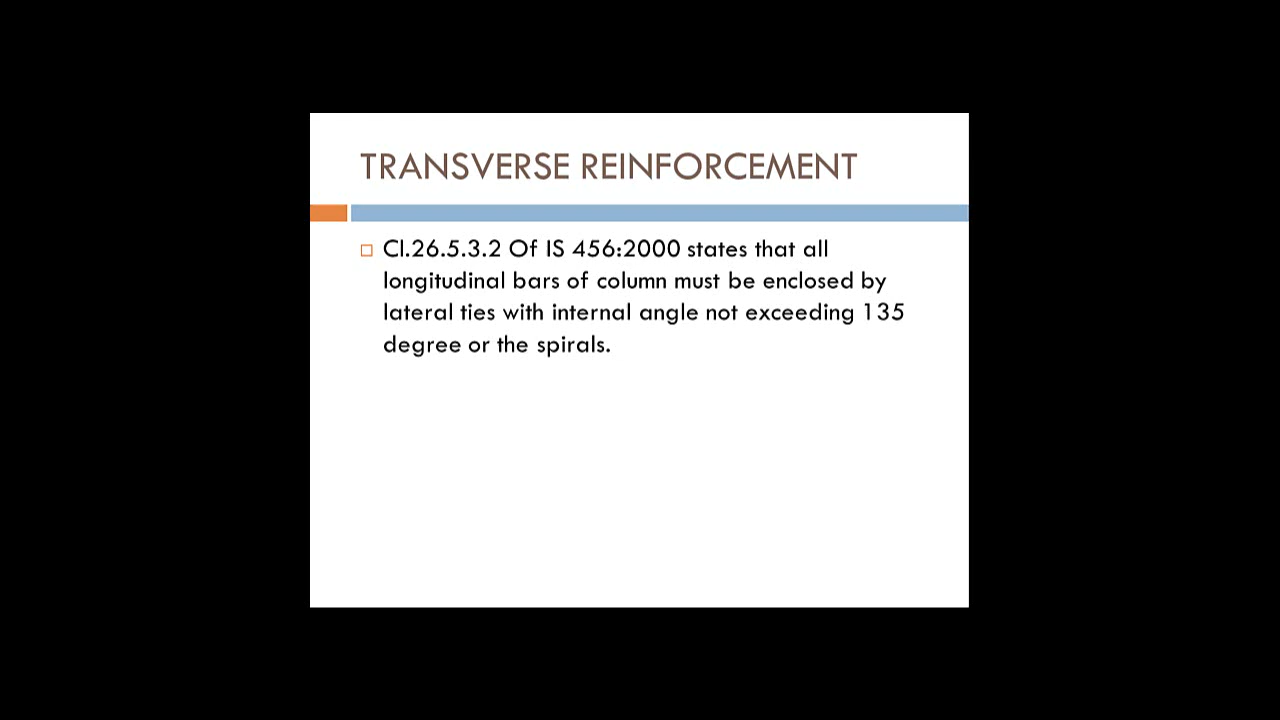 TRANSVERSE REINFORCEMENT
Cl.26.5.3.2 Of IS 456:2000 states that all
longitudinal bars of column must be enclosed by
lateral ties with internal angle not exceeding 135
degree or the spirals.